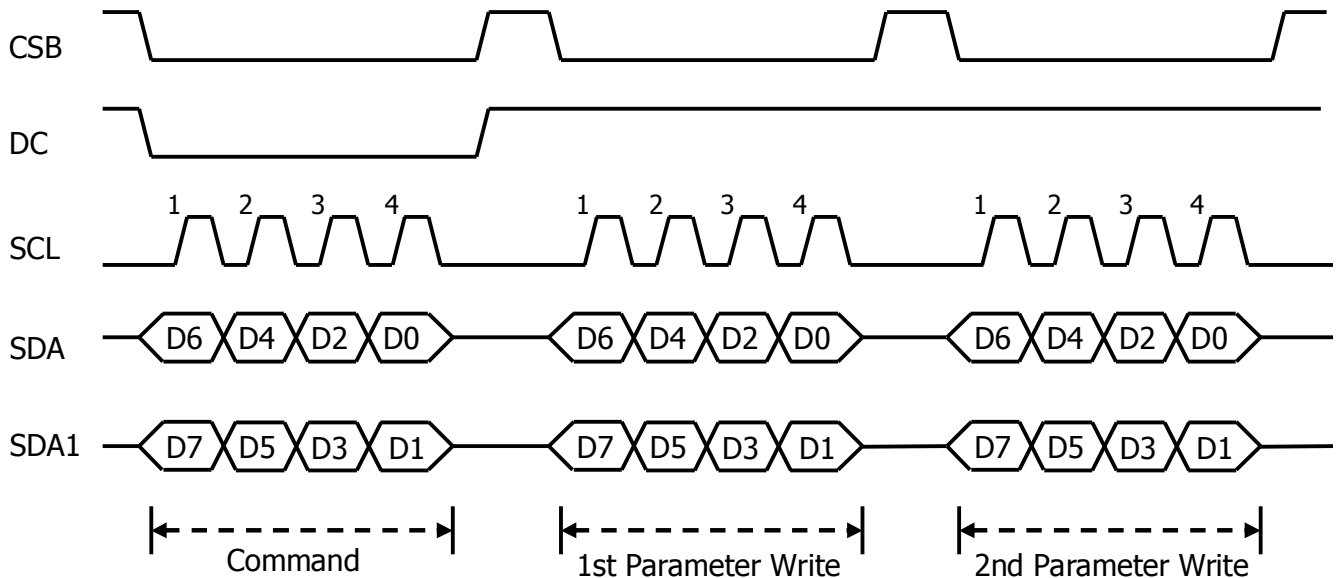 CSB
DC
1 2 3 4 1 2 3 4 1 2 3 4
SCL
SDA D6 D4 D2 D0 D6 D4 D2 D0 D6 D4 D2 D0
SDA1 D7 D5 D3 D1 D7 D5 D3 D1 D7 D5 D3 D1
Command 1st Parameter Write 2nd Parameter Write